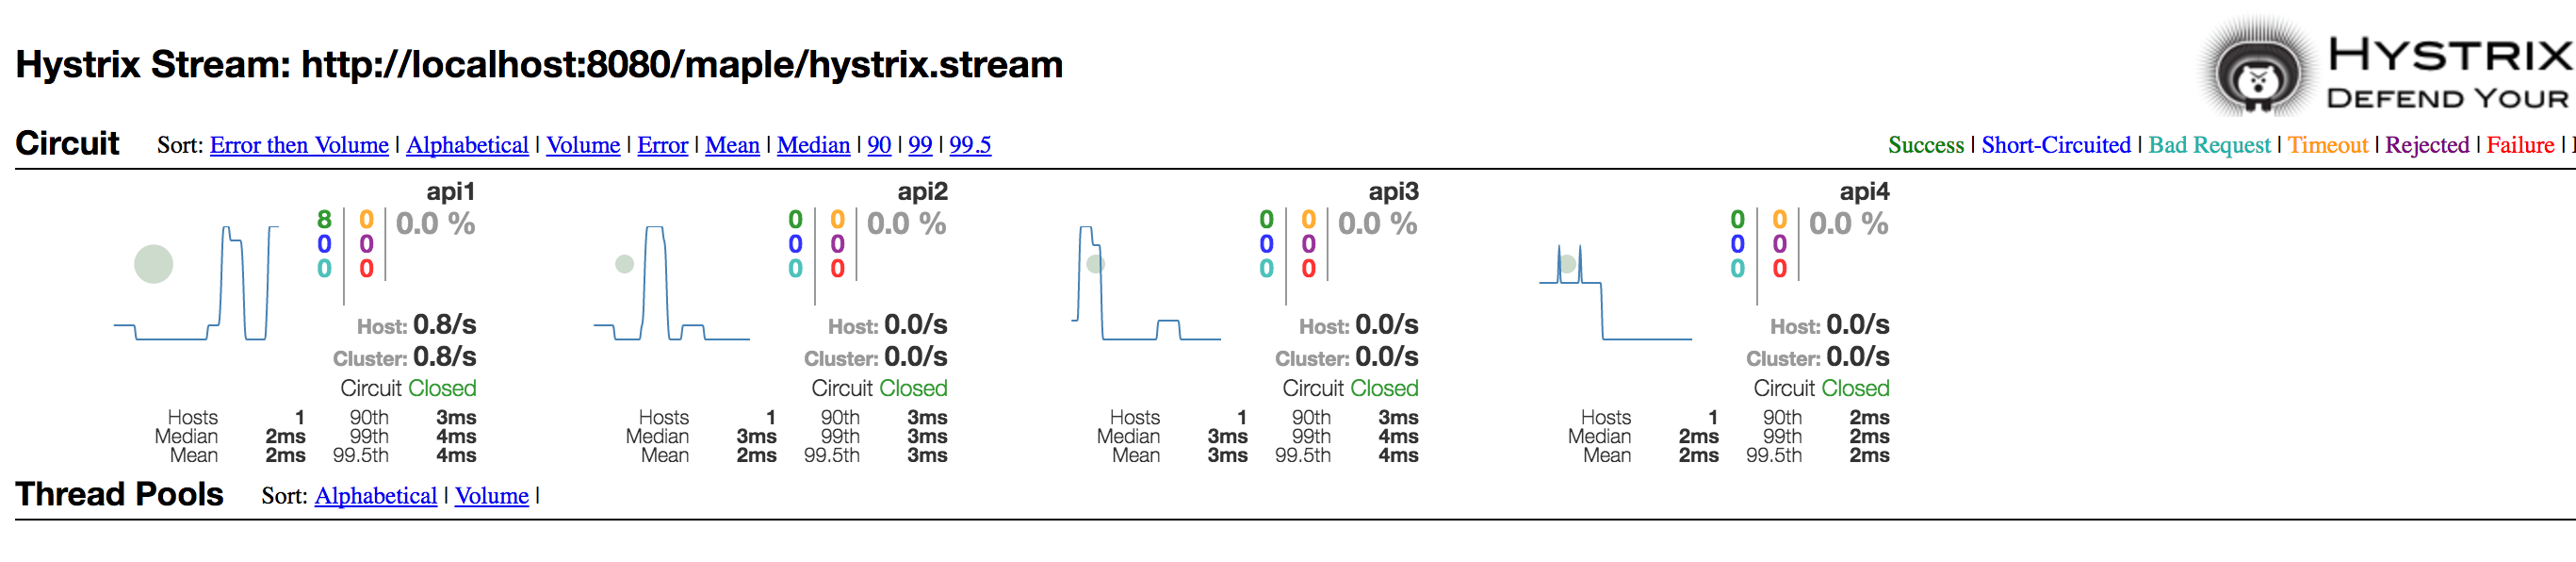 Hystrix Stream: http://localhost:8080/maple/hystrix.stream
HYSTRIX
DEFEND YOUR
Circuit Sort: Error then Volume | Alphabetical | Volume | Error | Mean | Median | 90 | 99 | 99.5
Success | Short-Circuited | Bad Request | Timeout | Rejected | Failure |
api1
8 0 0.0 %
0 0
0 0
Host: 0.8/s
Cluster: 0.8/s
Circuit Closed
Hosts 1 90th 3ms
Median 2ms 99th 4ms
Mean 2ms 99.5th 4ms
api2
0 0 0.0 %
0 0
0 0
Host: 0.0/s
Cluster: 0.0/s
Circuit Closed
Hosts 1 90th 3ms
Median 3ms 99th 3ms
Mean 2ms 99.5th 3ms
api3
0 0 0.0 %
0 0
0 0
Host: 0.0/s
Cluster: 0.0/s
Circuit Closed
Hosts 1 90th 3ms
Median 3ms 99th 4ms
Mean 3ms 99.5th 4ms
api4
0 0 0.0 %
0 0
0 0
Host: 0.0/s
Cluster: 0.0/s
Circuit Closed
Hosts 1 90th 2ms
Median 2ms 99th 2ms
Mean 2ms 99.5th 2ms
Thread Pools Sort: Alphabetical | Volume |